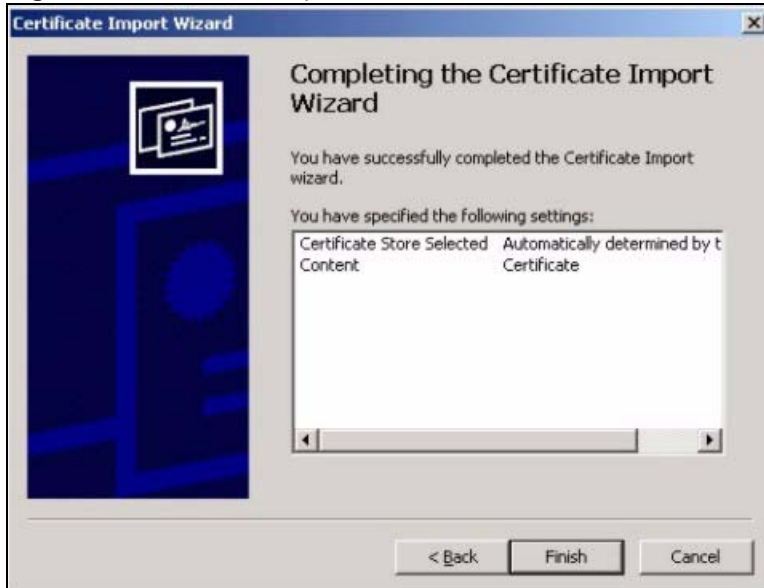 Certificate Import Wizard
Completing the Certificate Import
Wizard
You have successfully completed the Certificate Import
wizard.
You have specified the following settings:
Certificate Store Selected Automatically determined by t
Content Certificate
< Back Finish Cancel